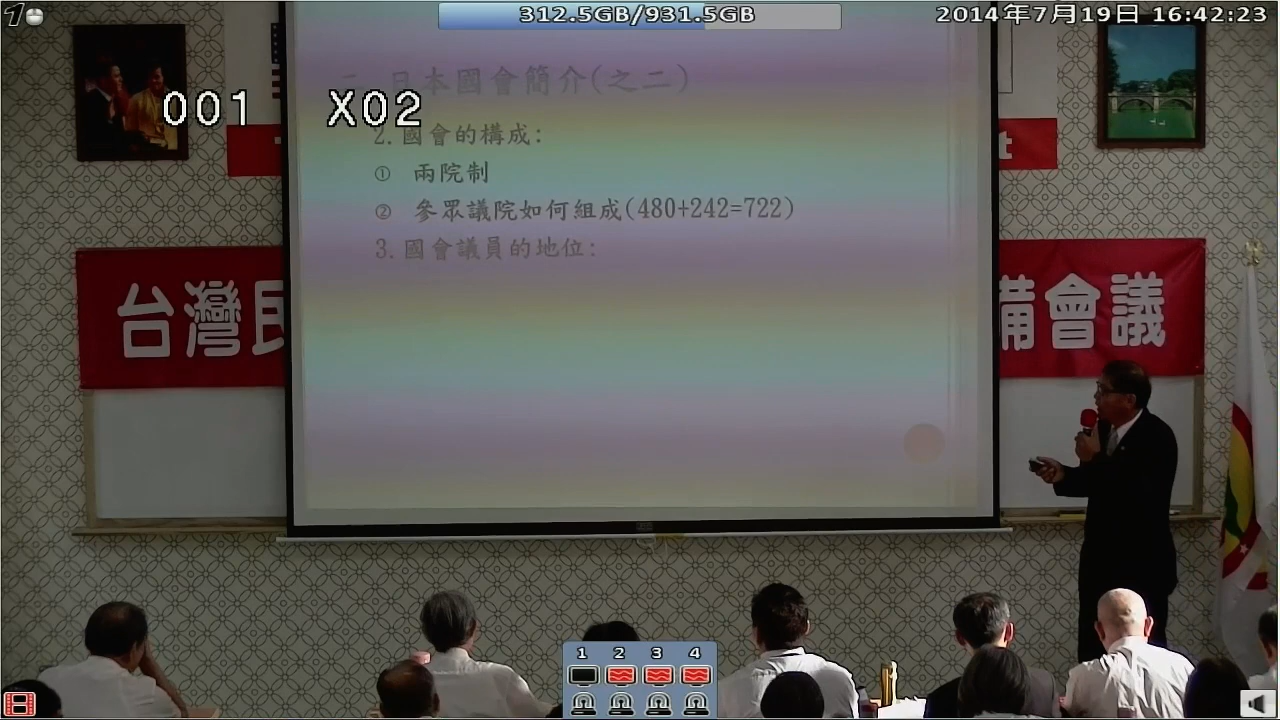 1
312.5GB/931.5GB
2014年7月19日 16:42:23
001 X02
日本國會簡介(之二)
2.國會的構成:
① 兩院制
② 參眾議院如何組成(480+242=722)
3.國會議員的地位:
t
台灣民
備會議
1 2 3 4